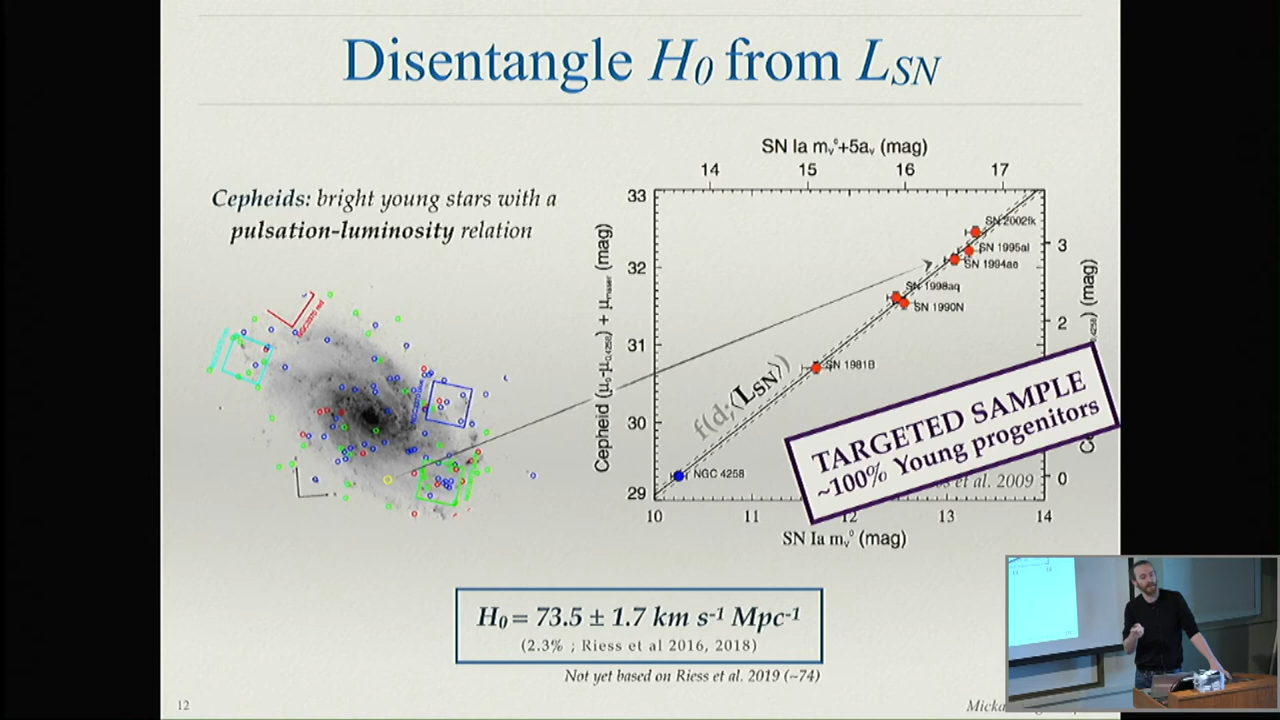 Disentangle H0 from LSN
Cepheids: bright young stars with a
pulsation-luminosity relation
SN Ia mv⁰+5av (mag)
14 15 16 17
33
32
31
30
29
Cepheid (μ0-μ0,4258) + μmaser (mag)
SN 2002fk
SN 1995al
SN 1994ae
SN 1998aq
SN 1990N
SN 1981B
NGC 4258
f(d;⟨LSN⟩)
3
2
0
(mag)
TARGETED SAMPLE
~100% Young progenitors
et al. 2009
10 11 12 13 14
SN Ia mv⁰ (mag)
H0 = 73.5 ± 1.7 km s-1 Mpc-1
(2.3% ; Riess et al 2016, 2018)
Not yet based on Riess et al. 2019 (~74)
12